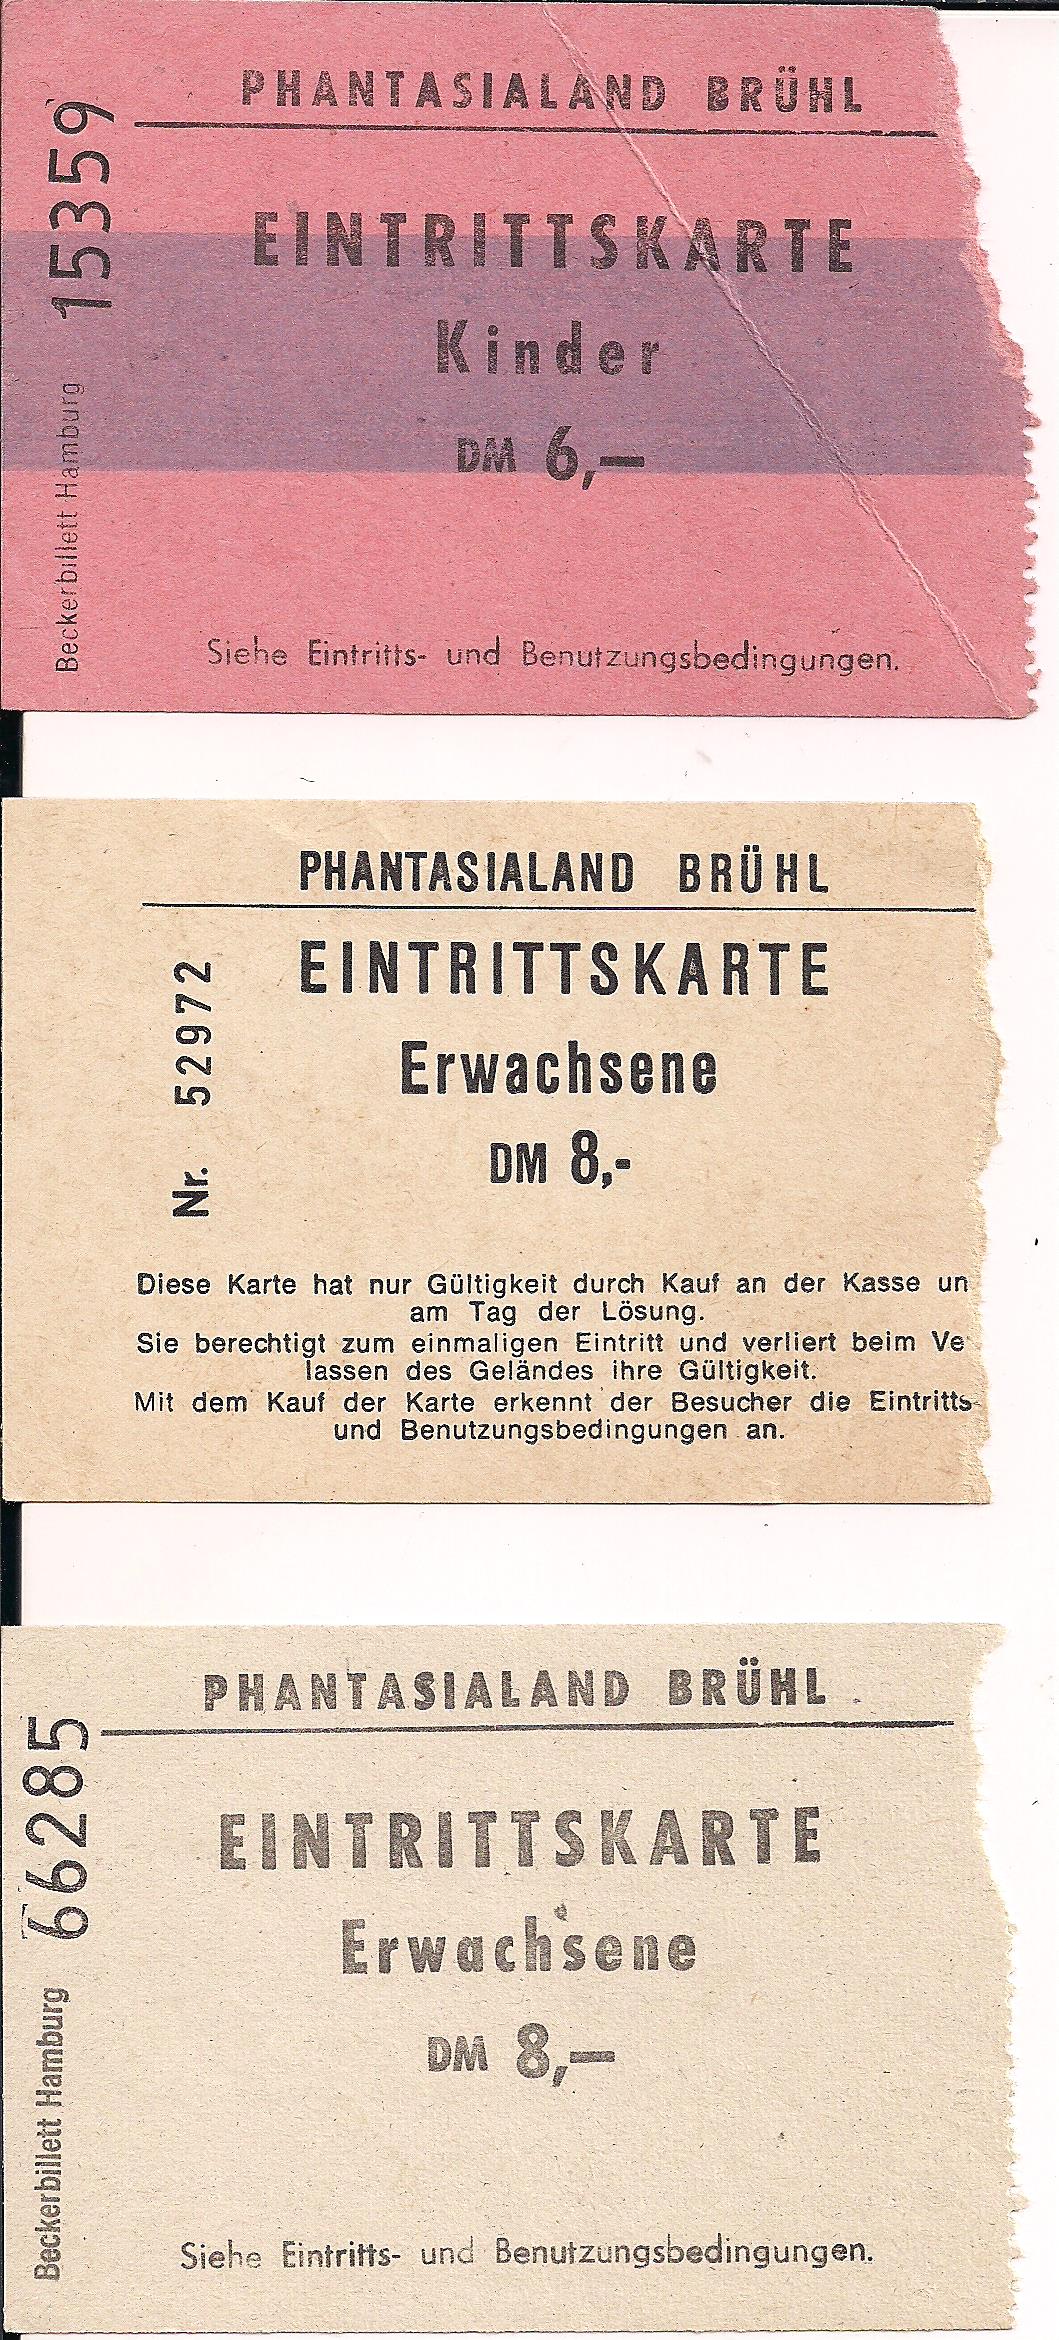 PHANTASIALAND BRÜHL
EINTRITTSKARTE
Kinder
DM 6,—
Siehe Eintritts- und Benutzungsbedingungen.
15359
Beckerbillett Hamburg
PHANTASIALAND BRÜHL
EINTRITTSKARTE
Erwachsene
DM 8,-
Nr. 52972
Diese Karte hat nur Gültigkeit durch Kauf an der Kasse un
am Tag der Lösung.
Sie berechtigt zum einmaligen Eintritt und verliert beim Ve
lassen des Geländes ihre Gültigkeit.
Mit dem Kauf der Karte erkennt der Besucher die Eintritts-
und Benutzungsbedingungen an.
PHANTASIALAND BRÜHL
EINTRITTSKARTE
Erwachsene
DM 8,—
Siehe Eintritts- und Benutzungsbedingungen.
66285
Beckerbillett Hamburg